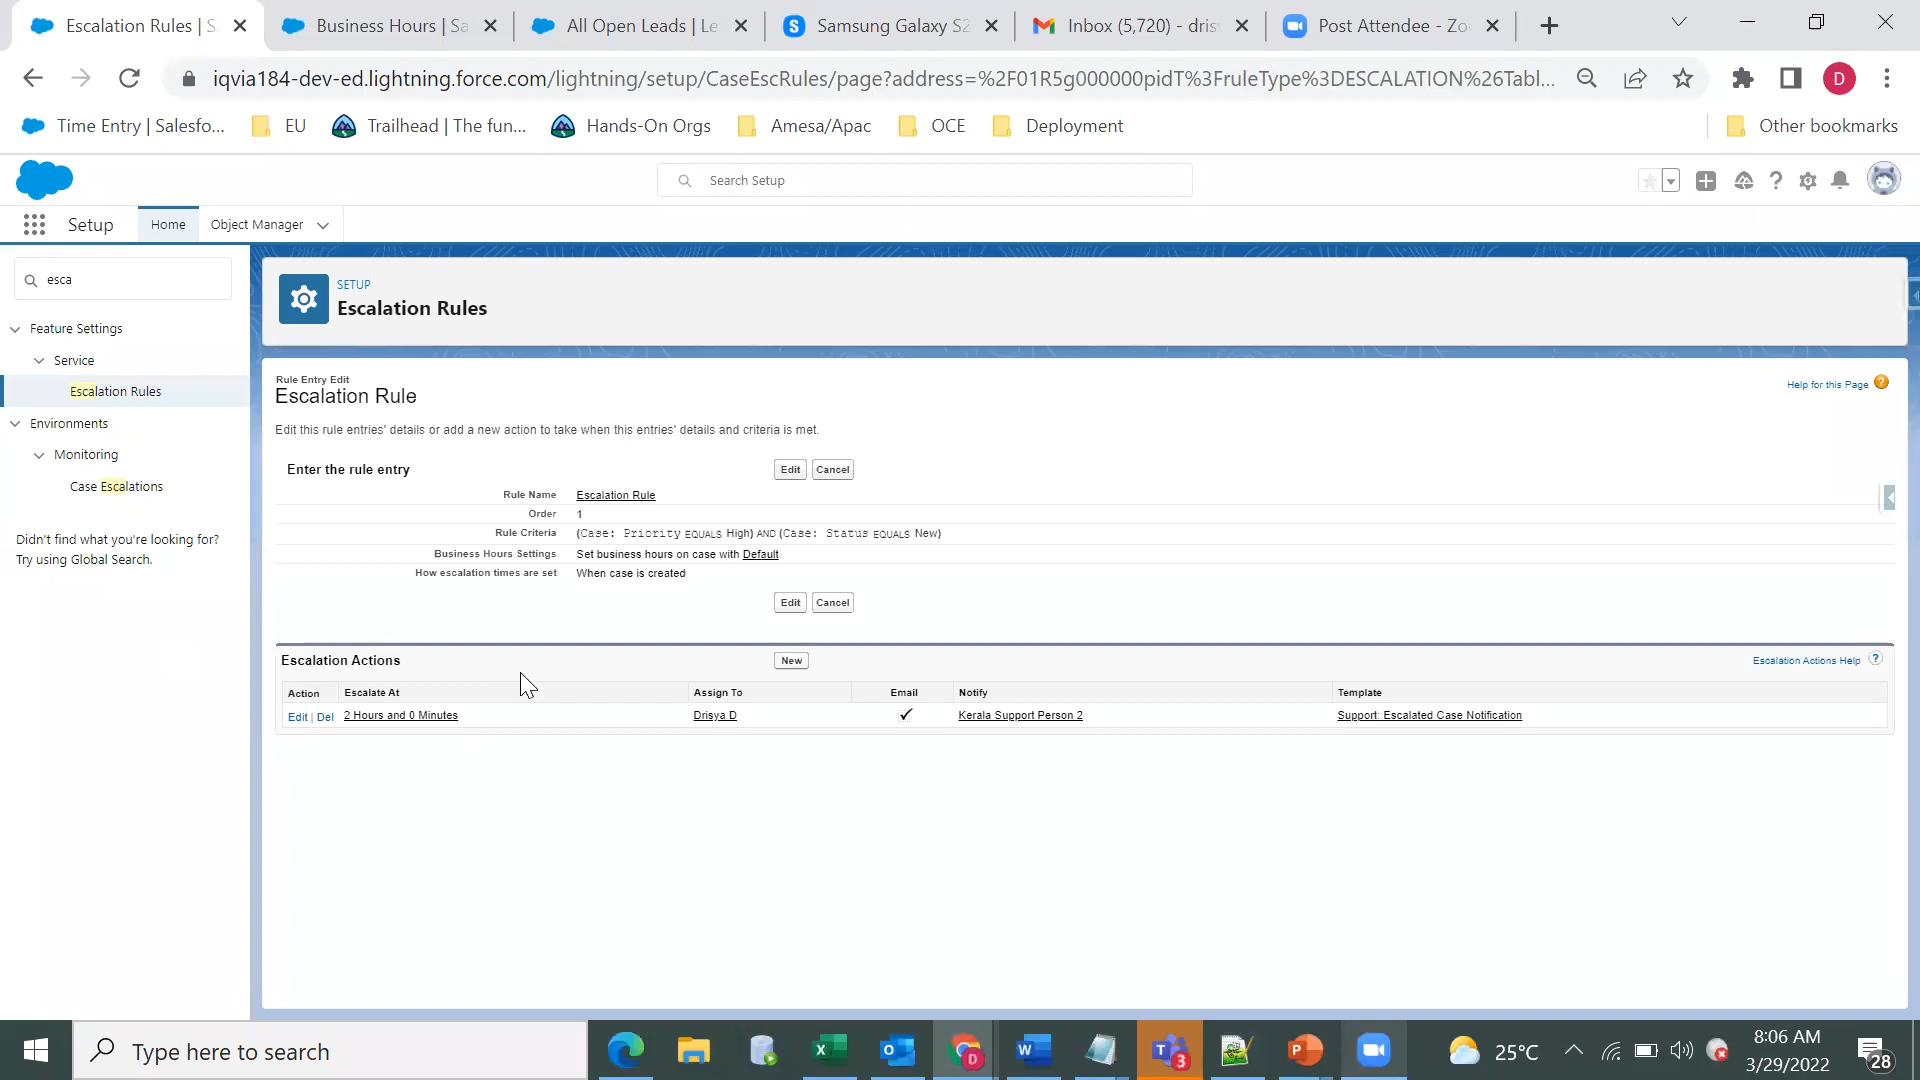 Escalation Rules | S
Business Hours | Sa
All Open Leads | Le
Samsung Galaxy S2
Inbox (5,720) - dris
Post Attendee - Zo
iqvia184-dev-ed.lightning.force.com/lightning/setup/CaseEscRules/page?address=%2F01R5g000000pidT%3FruleType%3DESCALATION%26Tabl...
D
Time Entry | Salesfo...
EU
Trailhead | The fun...
Hands-On Orgs
Amesa/Apac
OCE
Deployment
Other bookmarks
Search Setup
Setup
Home
Object Manager
esca
Feature Settings
Service
Escalation Rules
Environments
Monitoring
Case Escalations
Didn't find what you're looking for?
Try using Global Search.
SETUP
Escalation Rules
Rule Entry Edit
Escalation Rule
Help for this Page
Edit this rule entries' details or add a new action to take when this entries' details and criteria is met.
Enter the rule entry
Edit
Cancel
Rule Name Escalation Rule
Order 1
Rule Criteria (Case: Priority EQUALS High) AND (Case: Status EQUALS New)
Business Hours Settings Set business hours on case with Default
How escalation times are set When case is created
Edit
Cancel
Escalation Actions
New
Escalation Actions Help
Action Escalate At Assign To Email Notify Template
Edit | Del 2 Hours and 0 Minutes Drisya D ✓ Kerala Support Person 2 Support: Escalated Case Notification
Type here to search
D
3
25°C
8:06 AM
3/29/2022
28